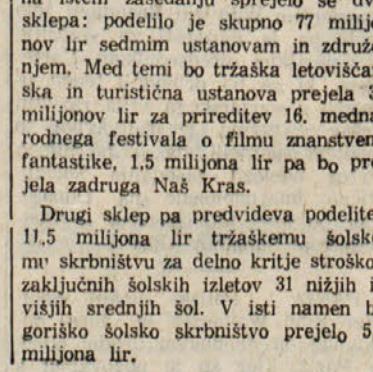 na istem zasedanju sprejelo še dv
sklepa: podelilo je skupno 77 milijo
nov lir sedmim ustanovam in združe
njem. Med temi bo tržaška letovišča
ska in turistična ustanova prejela 3
milijonov lir za prireditev 16. medna
rodnega festivala o filmu znanstven
fantastike, 1,5 milijona lir pa bo pre
jela zadruga Naš Kras.
Drugi sklep pa predvideva podelite
11,5 milijona lir tržaškemu šolsk
mu skrbništvu za delno kritje stroško
zaključnih šolskih izletov 31 nižjih i
višjih srednjih šol. V isti namen b
goriško šolsko skrbništvo prejelo 5
milijona lir.